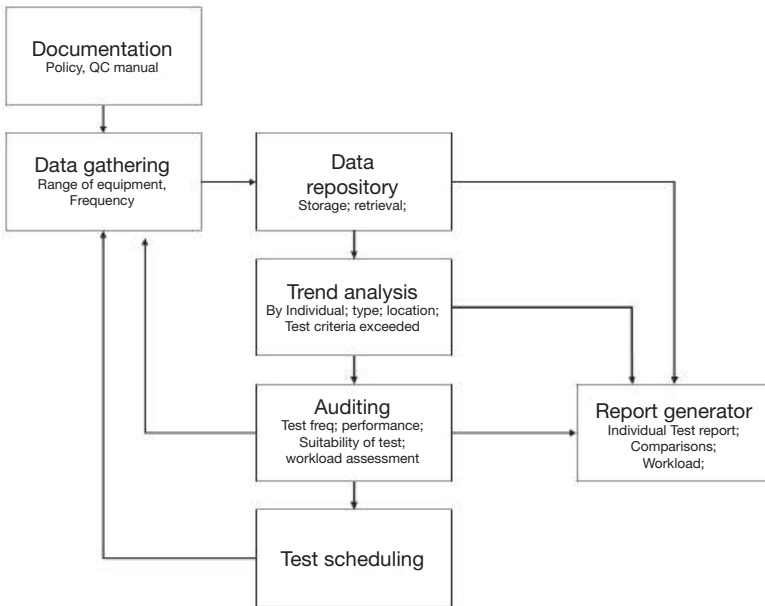 Documentation
Policy, QC manual
Data gathering
Range of equipment,
Frequency
Data
repository
Storage; retrieval;
Trend analysis
By Individual; type; location;
Test criteria exceeded
Auditing
Test freq; performance;
Suitability of test;
workload assessment
Report generator
Individual Test report;
Comparisons;
Workload;
Test scheduling